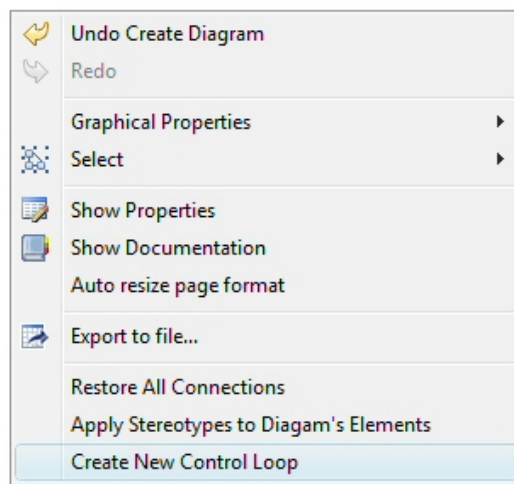 Undo Create Diagram
Redo
Graphical Properties
Select
Show Properties
Show Documentation
Auto resize page format
Export to file...
Restore All Connections
Apply Stereotypes to Diagam's Elements
Create New Control Loop